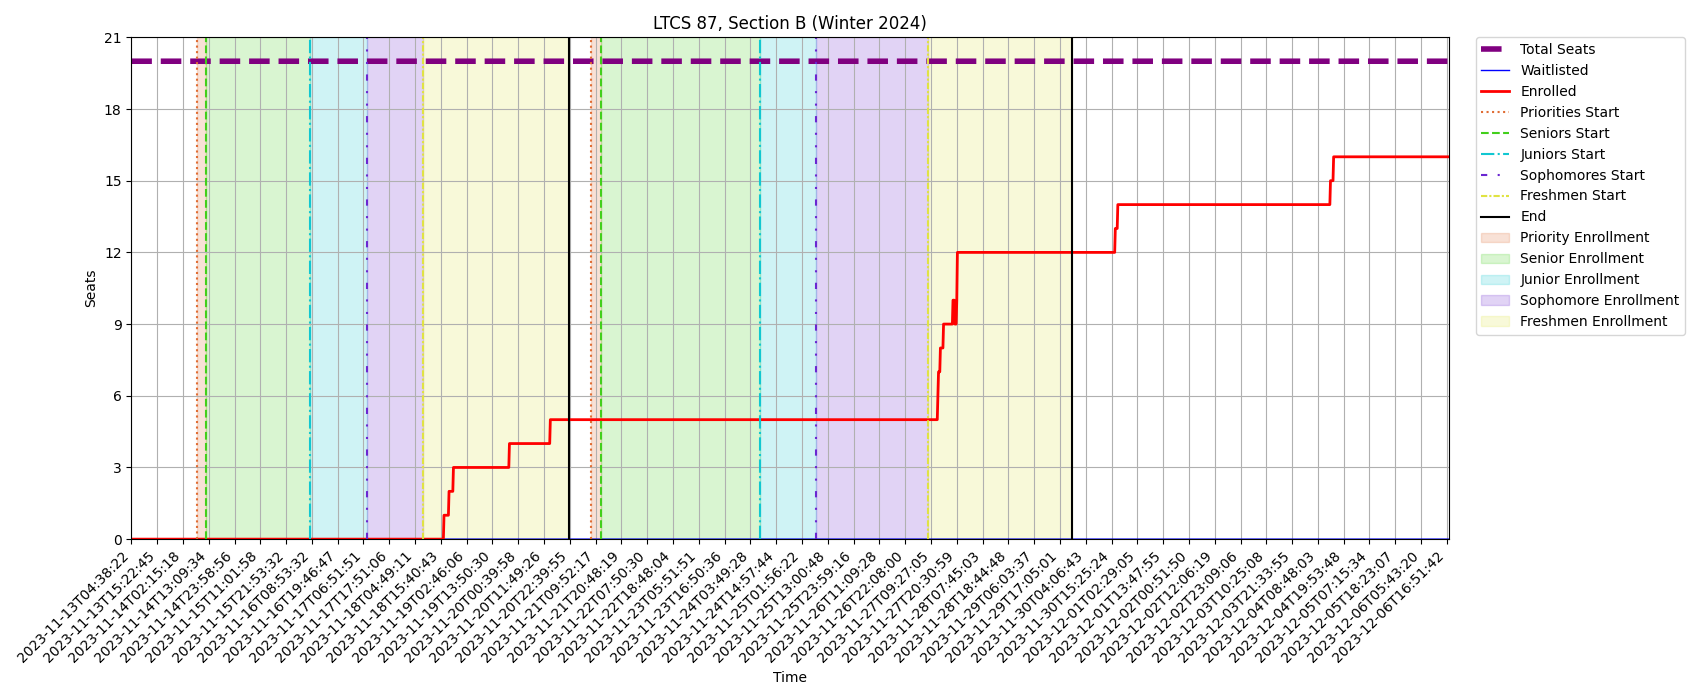 LTCS 87, Section B (Winter 2024)
Seats
21
18
15
12
9
6
3
0
2023-11-13T04:38:22
2023-11-13T15:22:45
2023-11-14T02:15:18
2023-11-14T13:09:34
2023-11-14T23:58:56
2023-11-15T11:01:58
2023-11-15T21:53:32
2023-11-16T08:53:32
2023-11-16T19:46:47
2023-11-17T06:51:51
2023-11-17T17:51:06
2023-11-18T04:49:11
2023-11-18T15:40:43
2023-11-19T02:46:06
2023-11-19T13:50:30
2023-11-20T00:39:58
2023-11-20T11:49:26
2023-11-20T22:39:55
2023-11-21T09:52:17
2023-11-21T20:48:19
2023-11-22T07:50:30
2023-11-22T18:48:04
2023-11-23T05:51:51
2023-11-23T16:50:36
2023-11-24T03:49:28
2023-11-24T14:57:44
2023-11-25T01:56:22
2023-11-25T13:00:48
2023-11-25T23:59:16
2023-11-26T11:09:28
2023-11-26T22:08:00
2023-11-27T09:27:05
2023-11-27T20:30:59
2023-11-28T07:45:03
2023-11-28T18:44:48
2023-11-29T06:03:37
2023-11-29T17:05:01
2023-11-30T04:06:43
2023-11-30T15:25:24
2023-12-01T02:29:05
2023-12-01T13:47:55
2023-12-02T00:51:50
2023-12-02T12:06:19
2023-12-02T23:09:06
2023-12-03T10:25:08
2023-12-03T21:33:55
2023-12-04T08:48:03
2023-12-04T19:53:48
2023-12-05T07:15:34
2023-12-05T18:23:07
2023-12-06T05:43:20
2023-12-06T16:51:42
Time
Total Seats
Waitlisted
Enrolled
Priorities Start
Seniors Start
Juniors Start
Sophomores Start
Freshmen Start
End
Priority Enrollment
Senior Enrollment
Junior Enrollment
Sophomore Enrollment
Freshmen Enrollment